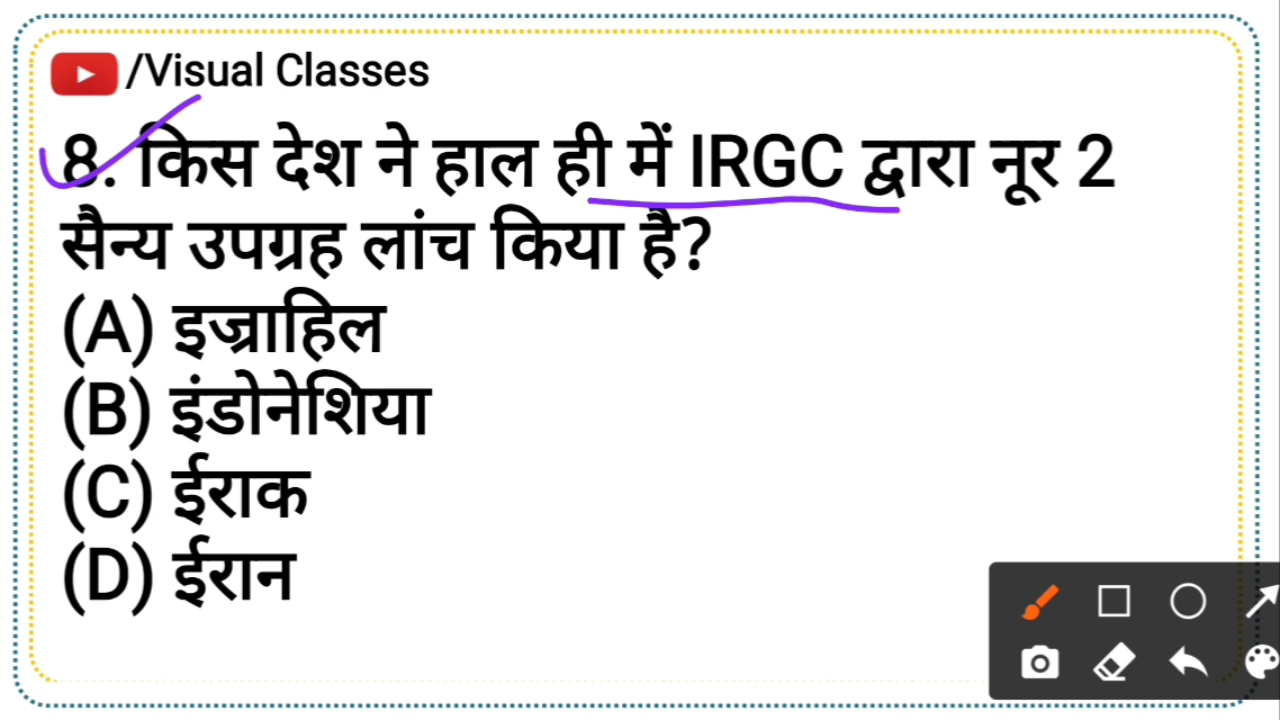 /Visual Classes
8. किस देश ने हाल ही में IRGC द्वारा नूर 2
सैन्य उपग्रह लांच किया है?
(A) इज्राहिल
(B) इंडोनेशिया
(C) ईराक
(D) ईरान